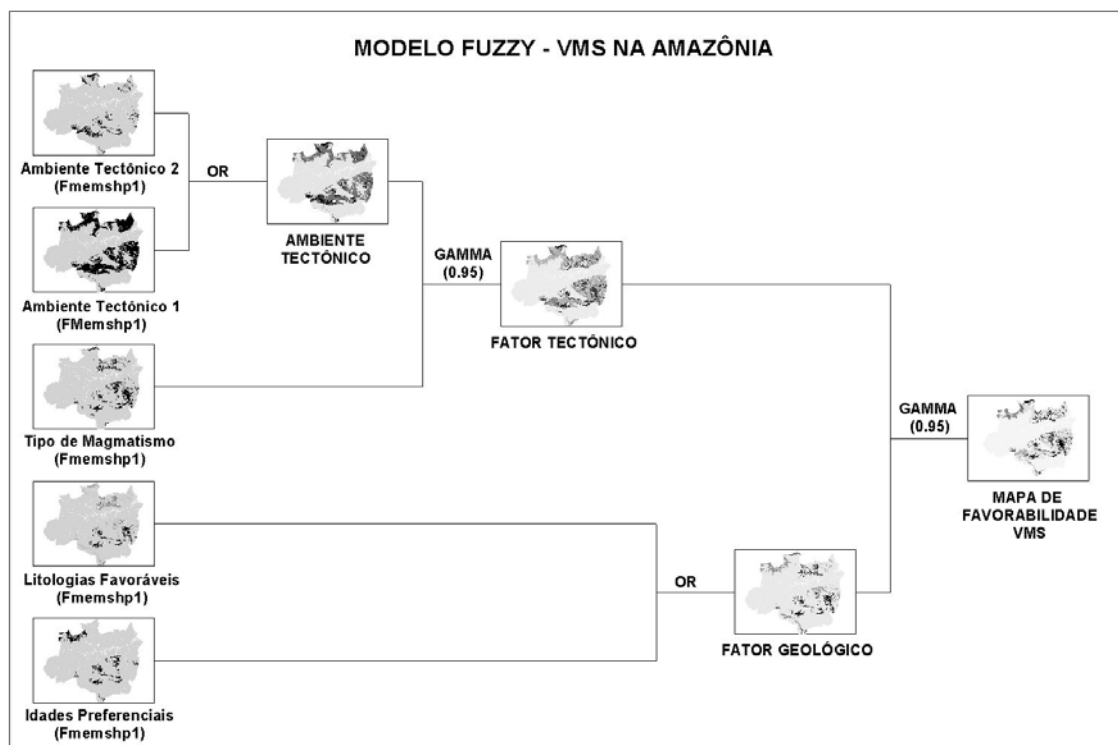 MODELO FUZZY - VMS NA AMAZÔNIA
Ambiente Tectônico 2
(Fmemshp1)
OR
AMBIENTE
TECTÔNICO
Ambiente Tectônico 1
(FMemshp1)
GAMMA
(0.95)
FATOR TECTÔNICO
Tipo de Magmatismo
(Fmemshp1)
GAMMA
(0.95)
MAPA DE
FAVORABILIDADE
VMS
Litologias Favoráveis
(Fmemshp1)
OR
FATOR GEOLÓGICO
Idades Preferenciais
(Fmemshp1)